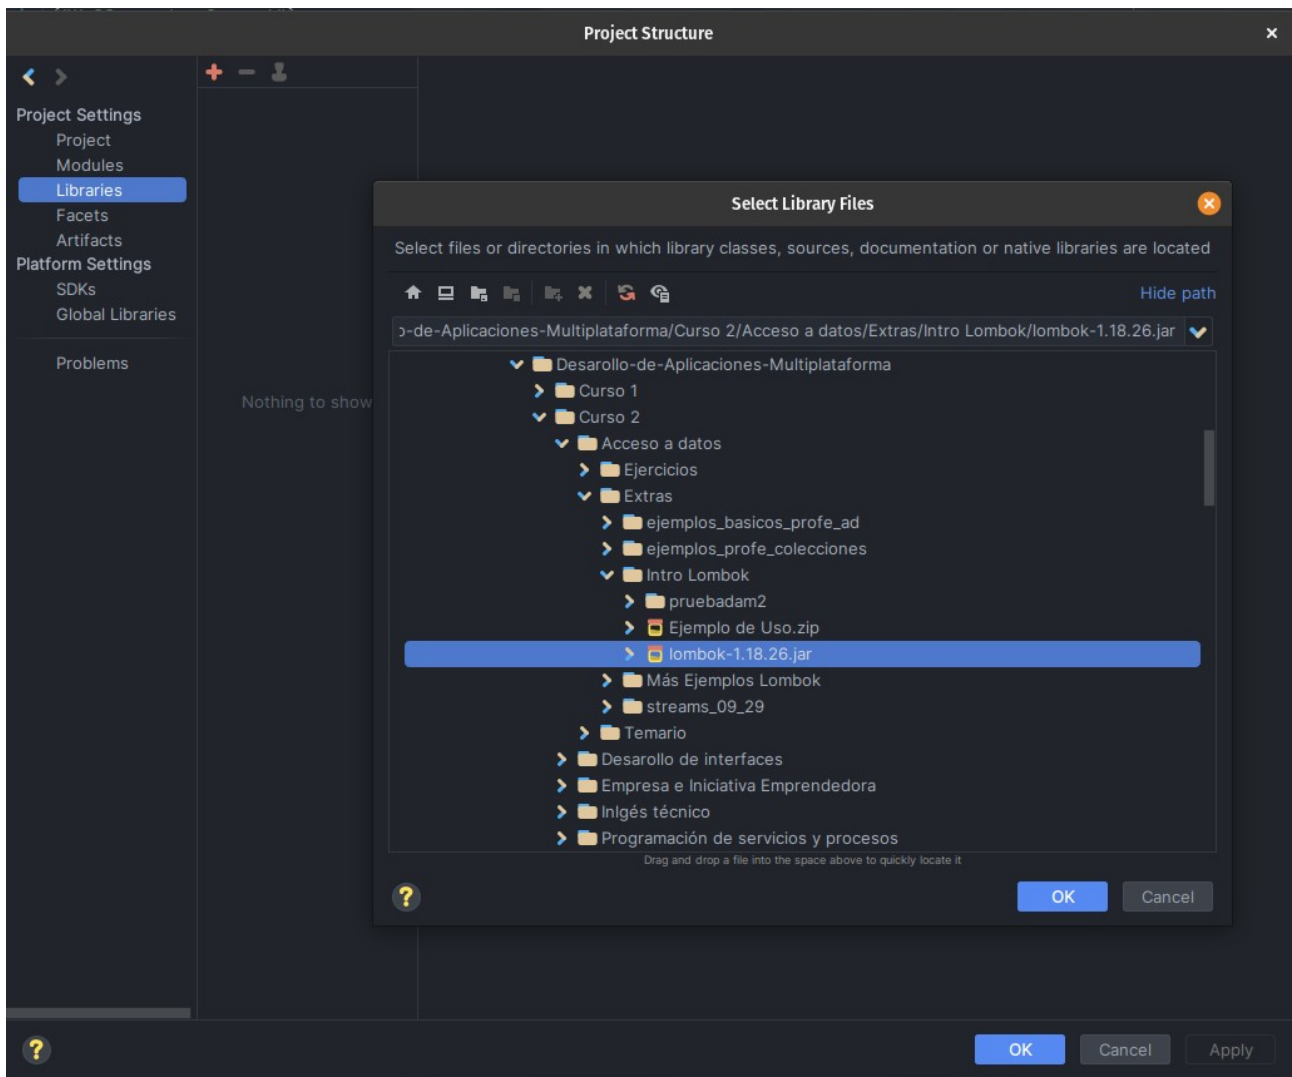 Project Structure
Project Settings
Project
Modules
Libraries
Facets
Artifacts
Platform Settings
SDKs
Global Libraries
Problems
Nothing to show
Select Library Files
Select files or directories in which library classes, sources, documentation or native libraries are located
Hide path
-de-Aplicaciones-Multiplataforma/Curso 2/Acceso a datos/Extras/Intro Lombok/lombok-1.18.26.jar
Desarollo-de-Aplicaciones-Multiplataforma
Curso 1
Curso 2
Acceso a datos
Ejercicios
Extras
ejemplos_basicos_profe_ad
ejemplos_profe_colecciones
Intro Lombok
pruebadam2
Ejemplo de Uso.zip
lombok-1.18.26.jar
Más Ejemplos Lombok
streams_09_29
Temario
Desarollo de interfaces
Empresa e Iniciativa Emprendedora
Inlgés técnico
Programación de servicios y procesos
Drag and drop a file into the space above to quickly locate it
? OK Cancel
? OK Cancel Apply